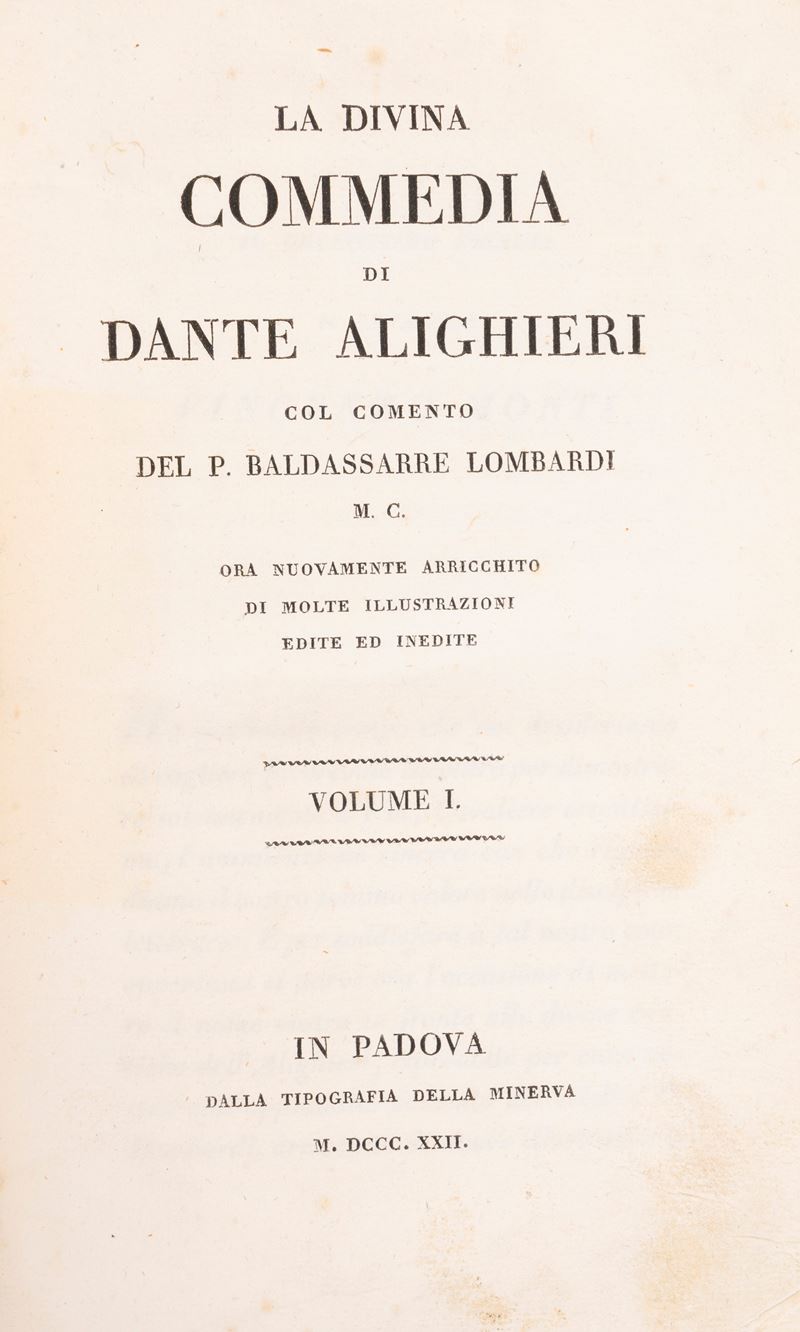 LA DIVINA
COMMEDIA
DI
DANTE ALIGHIERI
COL COMENTO
DEL P. BALDASSARRE LOMBARDI
M. C.
ORA NUOVAMENTE ARRICCHITO
DI MOLTE ILLUSTRAZIONI
EDITE ED INEDITE
VOLUME I.
IN PADOVA
DALLA TIPOGRAFIA DELLA MINERVA
M. DCCC. XXII.